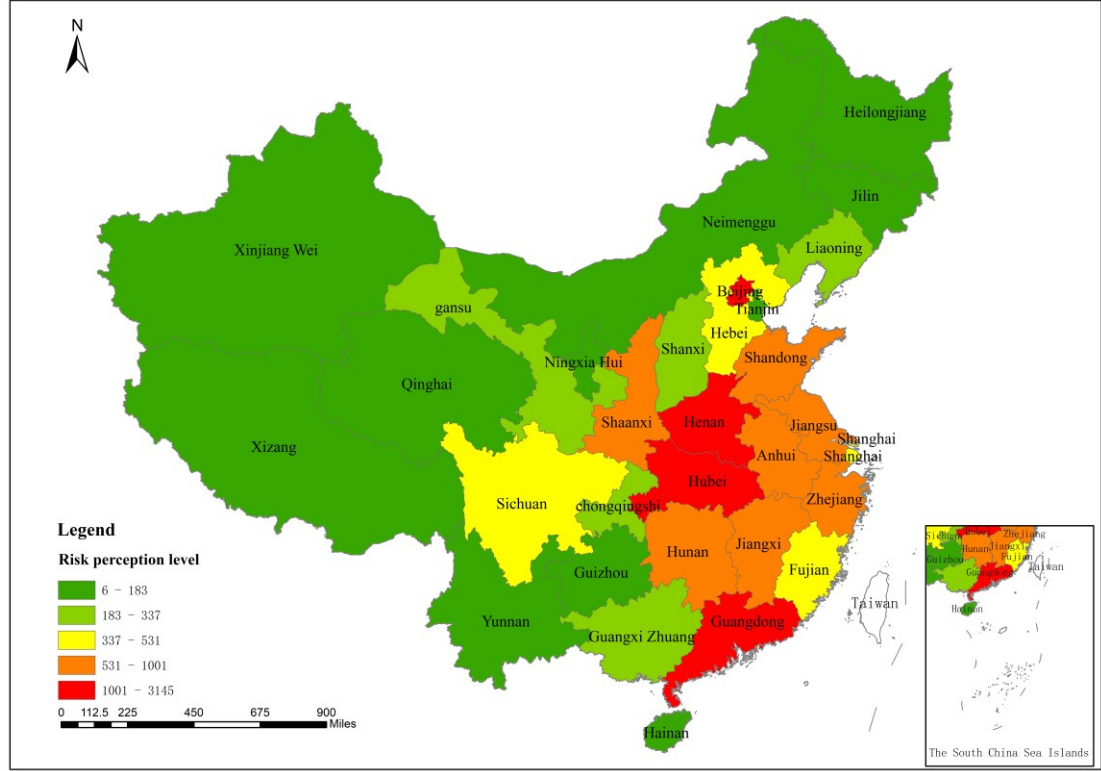 N
Heilongjiang
Jilin
Neimenggu
Liaoning
Xinjiang Wei
Beijing
Tianjin
gansu
Hebei
Shanxi
Shandong
Ningxia Hui
Qinghai
Shaanxi
Henan
Jiangsu
Shanghai
Xizang
Anhui
Shanghai
Hubei
Sichuan
chongqingshi
Zhejiang
Hunan
Jiangxi
Guizhou
Fujian
Taiwan
Yunnan
Guangxi Zhuang
Guangdong
Hainan
Legend
Risk perception level
6 - 183
183 - 337
337 - 531
531 - 1001
1001 - 3145
0 112.5 225 450 675 900
Miles
Sichuan
Hubei
Zhejiang
Hunan
Jiangxi
Guizhou
Fujian
Taiwan
Guangdong
Hainan
The South China Sea Islands